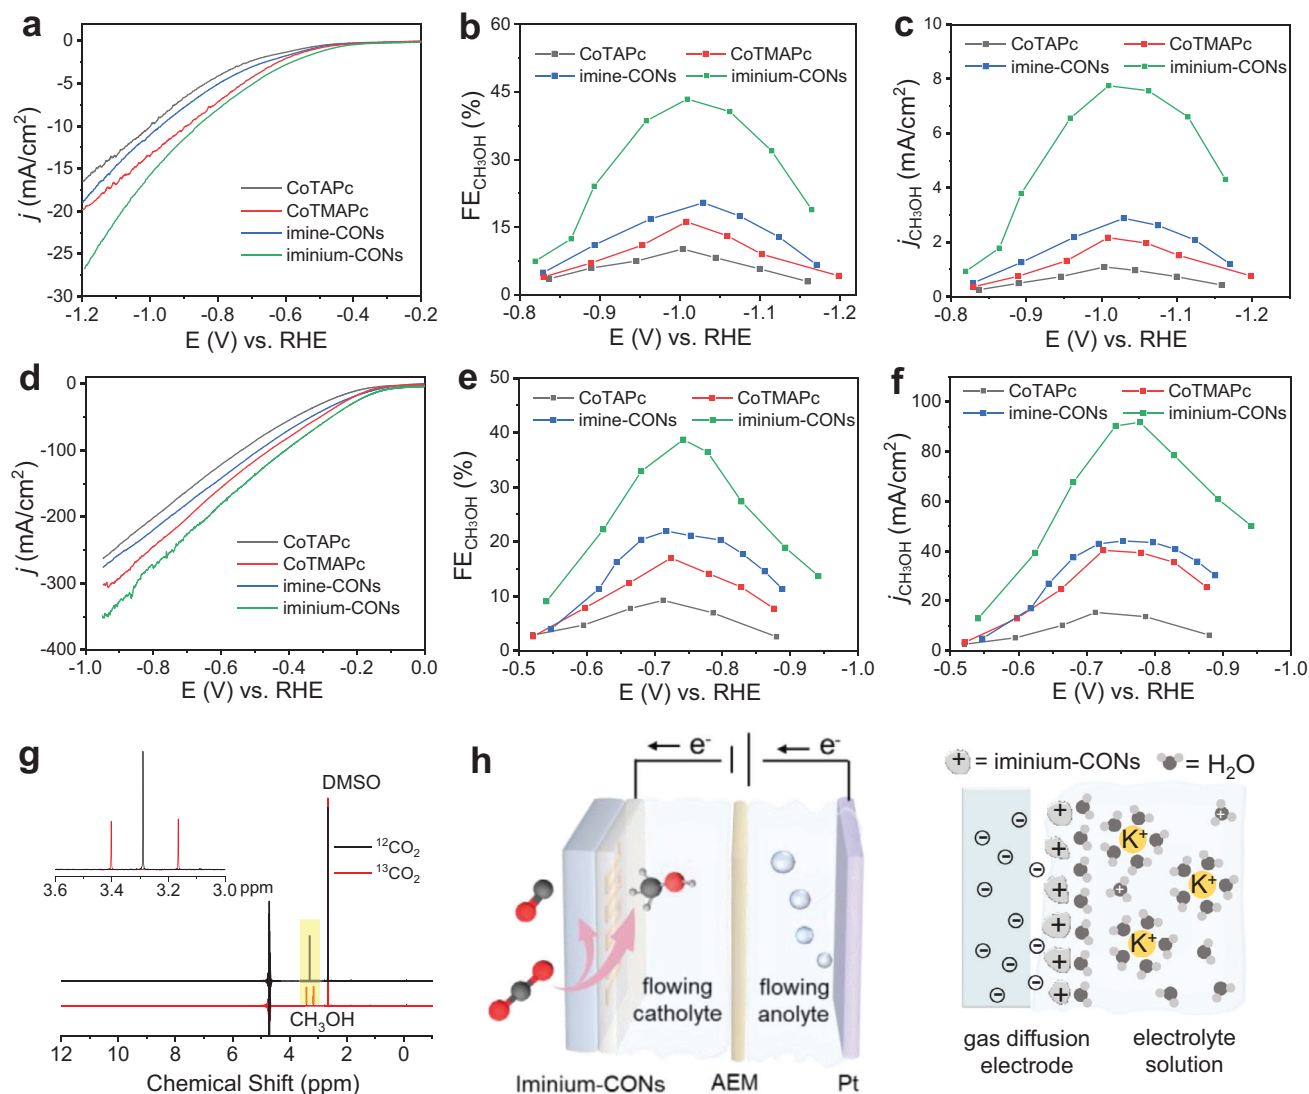 a
0
-5
-10
-15
-20
-25
-30
j (mA/cm²)
CoTAPc
CoTMAPc
imine-CONs
iminium-CONs
-1.2 -1.0 -0.8 -0.6 -0.4 -0.2
E (V) vs. RHE
b
60
45
30
15
0
FE_CH₃OH (%)
CoTAPc CoTMAPc
imine-CONs iminium-CONs
-0.8 -0.9 -1.0 -1.1 -1.2
E (V) vs. RHE
c
10
8
6
4
2
0
j_CH₃OH (mA/cm²)
CoTAPc CoTMAPc
imine-CONs iminium-CONs
-0.8 -0.9 -1.0 -1.1 -1.2
E (V) vs. RHE
d
0
-100
-200
-300
-400
j (mA/cm²)
CoTAPc
CoTMAPc
imine-CONs
iminium-CONs
-1.0 -0.8 -0.6 -0.4 -0.2 0.0
E (V) vs. RHE
e
50
40
30
20
10
0
FE_CH₃OH (%)
CoTAPc CoTMAPc
imine-CONs iminium-CONs
-0.5 -0.6 -0.7 -0.8 -0.9 -1.0
E (V) vs. RHE
f
100
80
60
40
20
0
j_CH₃OH (mA/cm²)
CoTAPc CoTMAPc
imine-CONs iminium-CONs
-0.5 -0.6 -0.7 -0.8 -0.9 -1.0
E (V) vs. RHE
g
3.6 3.4 3.2 3.0 ppm
DMSO
¹²CO₂
¹³CO₂
CH₃OH
12 10 8 6 4 2 0
Chemical Shift (ppm)
h
e⁻ e⁻
flowing
catholyte
flowing
anolyte
Iminium-CONs AEM Pt
+ = iminium-CONs = H₂O
K⁺
K⁺
K⁺
gas diffusion
electrode
electrolyte
solution